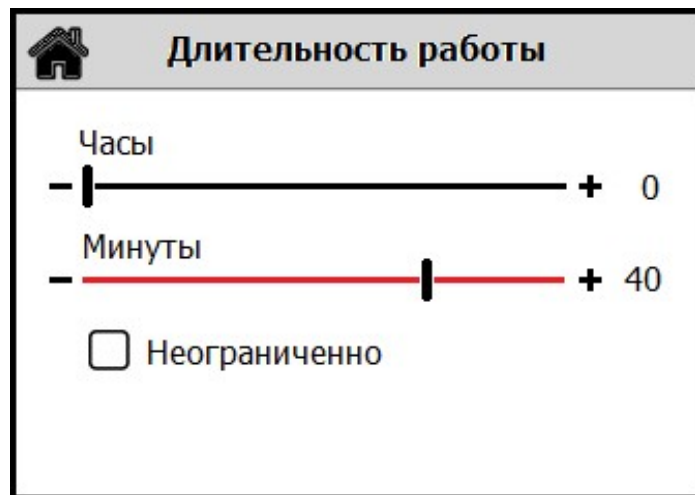 Длительность работы
Часы
- + 0
Минуты
- + 40
Неограниченно